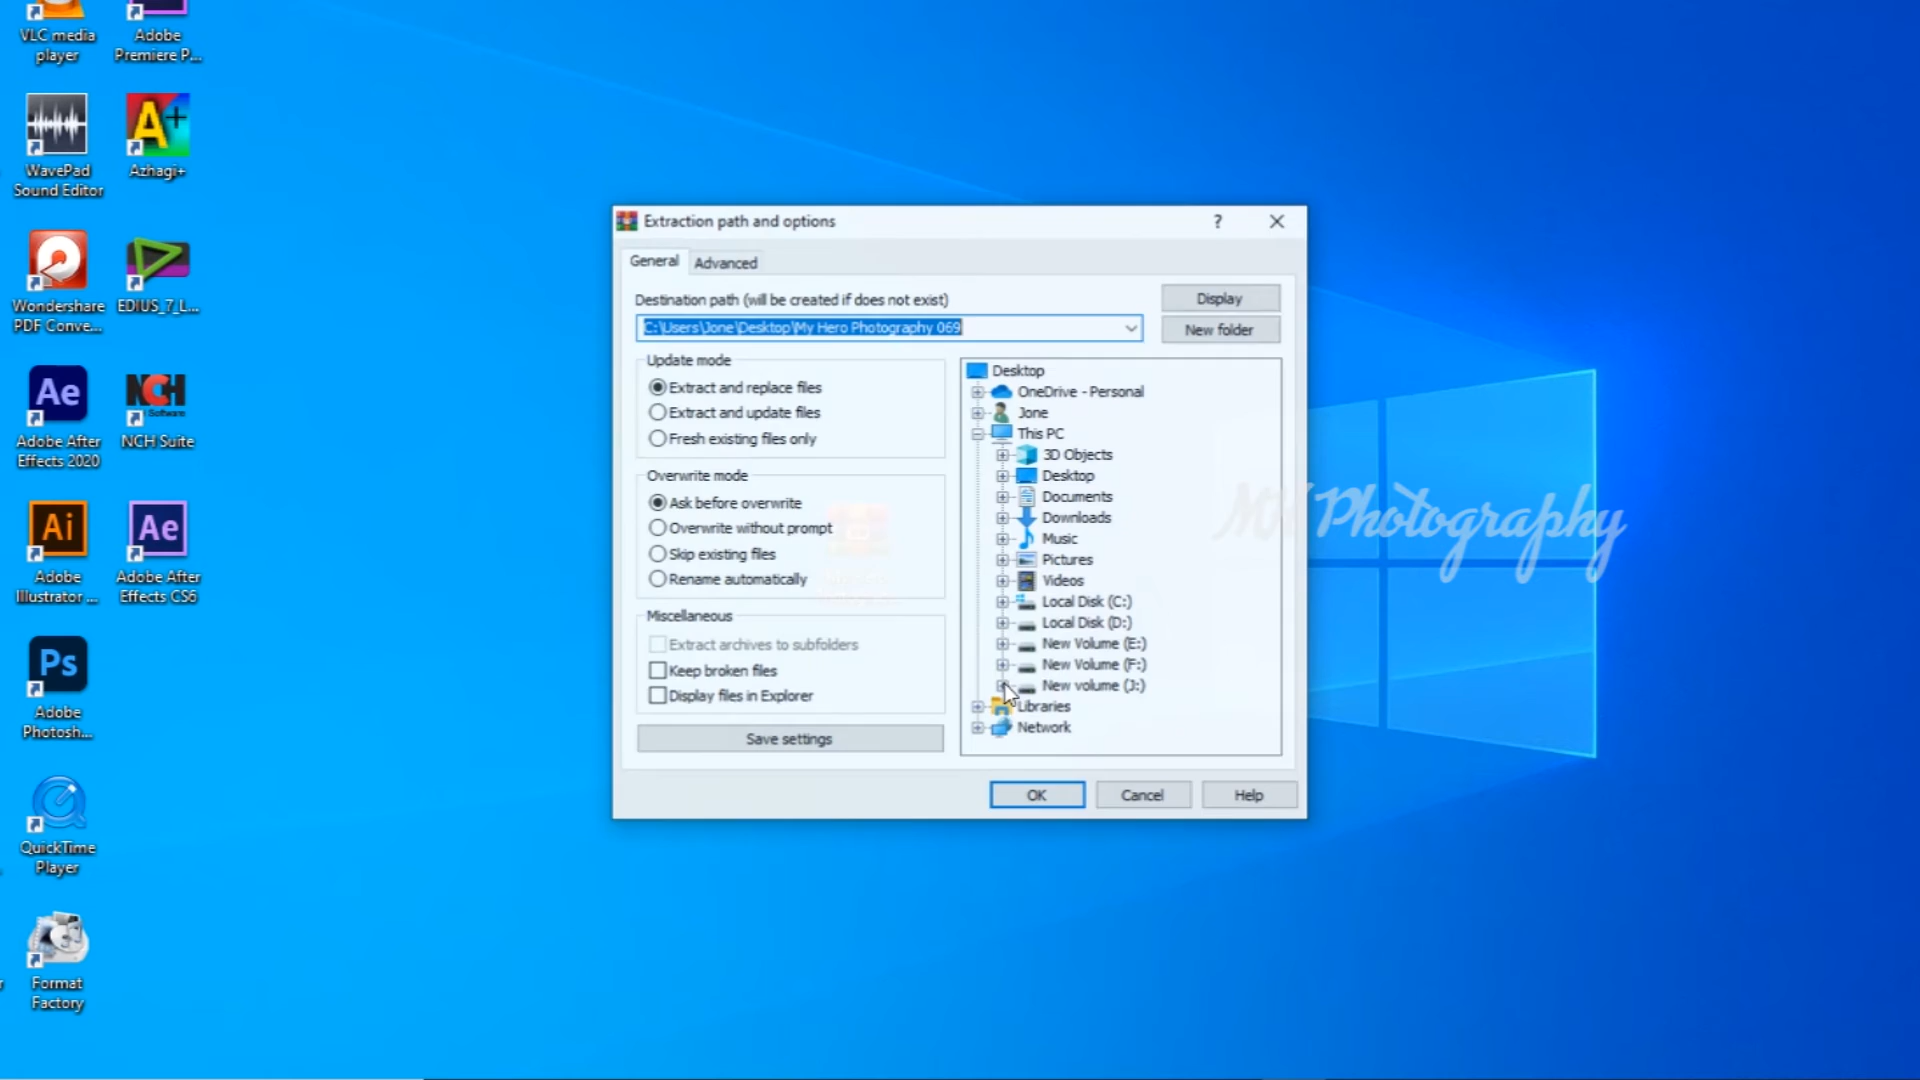 VLC media
player
Adobe
Premiere P...
WavePad
Sound Editor
A+
Azhagi+
Wondershare
PDF Conve...
EDIUS_7_L...
Ae
Adobe After
Effects 2020
NCH
Software
NCH Suite
Ai
Adobe
Illustrator ...
Ae
Adobe After
Effects CS6
Ps
Adobe
Photosh...
QuickTime
Player
Format
Factory
Extraction path and options
?
General
Advanced
Destination path (will be created if does not exist)
C:\Users\Jone\Desktop\My Hero Photography 069
Display
New folder
Update mode
Extract and replace files
Extract and update files
Fresh existing files only
Overwrite mode
Ask before overwrite
Overwrite without prompt
Skip existing files
Rename automatically
Miscellaneous
Extract archives to subfolders
Keep broken files
Display files in Explorer
Save settings
Desktop
OneDrive - Personal
Jone
This PC
3D Objects
Desktop
Documents
Downloads
Music
Pictures
Videos
Local Disk (C:)
Local Disk (D:)
New Volume (E:)
New Volume (F:)
New volume (J:)
Libraries
Network
OK
Cancel
Help
Photography